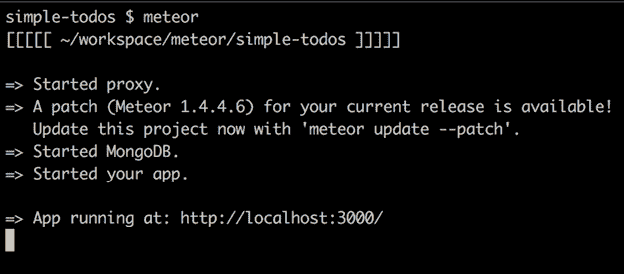 simple-todos $ meteor
[[[[[ ~/workspace/meteor/simple-todos ]]]]]
=> Started proxy.
=> A patch (Meteor 1.4.4.6) for your current release is available!
Update this project now with 'meteor update --patch'.
=> Started MongoDB.
=> Started your app.
=> App running at: http://localhost:3000/